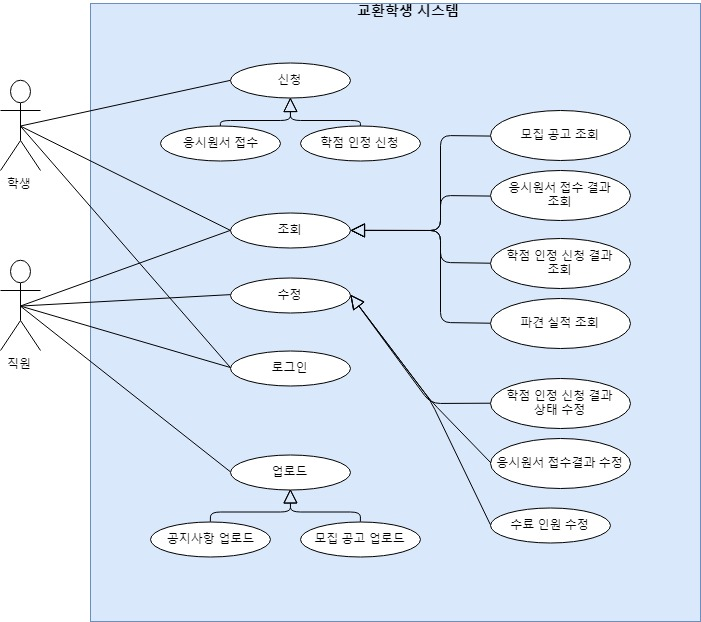 교환학생 시스템
신청
응시원서 접수
학점 인정 신청
학생
모집 공고 조회
응시원서 접수 결과
조회
조회
학점 인정 신청 결과
조회
수정
파견 실적 조회
직원
로그인
학점 인정 신청 결과
상태 수정
업로드
응시원서 접수결과 수정
수료 인원 수정
공지사항 업로드
모집 공고 업로드